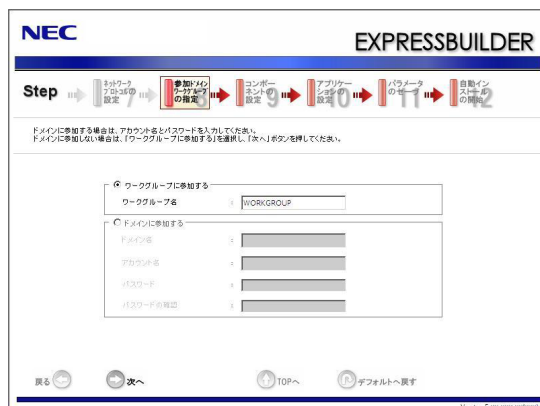 NEC
EXPRESSBUILDER
Step
ネットワーク
プロトコルの
設定 7
参加ドメイン
ワークグループ
の指定 8
コンポー
ネントの
設定 9
アプリケー
ションの
設定 10
パラメータ
のセーブ 11
自動イン
ストール
の開始 12
ドメインに参加する場合は、アカウント名とパスワードを入力してください。
ドメインに参加しない場合は、「ワークグループに参加する」を選択し、「次へ」ボタンを押してください。
ワークグループに参加する
ワークグループ名 : WORKGROUP
ドメインに参加する
ドメイン名 :
アカウント名 :
パスワード :
パスワードの確認 :
戻る
次へ
TOPへ
デフォルトへ戻す